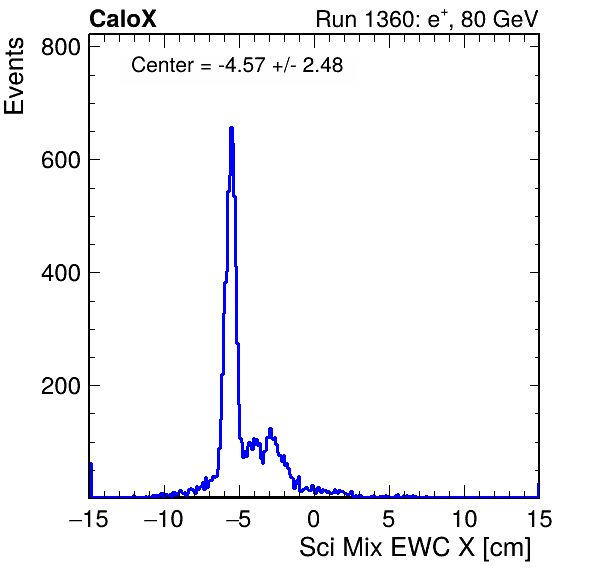 CaloX Run 1360: e⁺, 80 GeV
Events
Center = -4.57 +/- 2.48
800
600
400
200
−15 −10 −5 0 5 10 15
Sci Mix EWC X [cm]